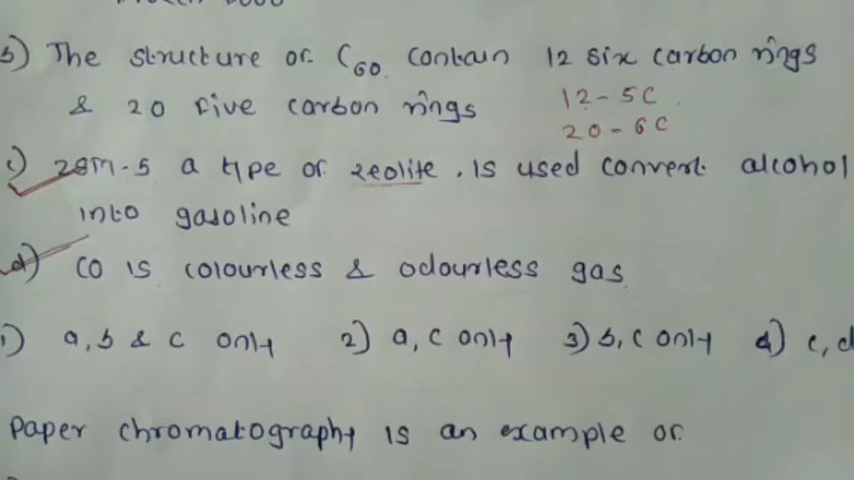 b) The structure of C60 contain 12 six carbon rings
& 20 five carbon rings
12-5C
20-6C
c) ZSM-5 a type of zeolite. Is used convert alcohol
into gasoline
d) CO is colourless & odourless gas
1) a, b & c only 2) a, c only 3) b, c only 4) c, d
Paper chromatography is an example of